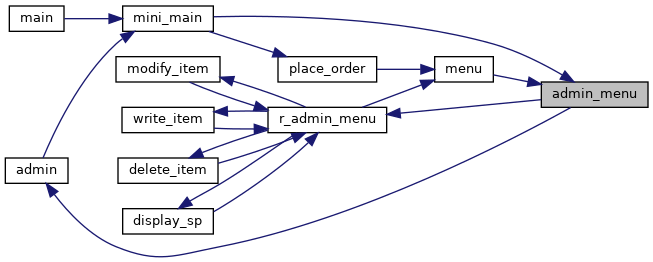 main
mini_main
modify_item
place_order
menu
admin_menu
write_item
r_admin_menu
admin
delete_item
display_sp